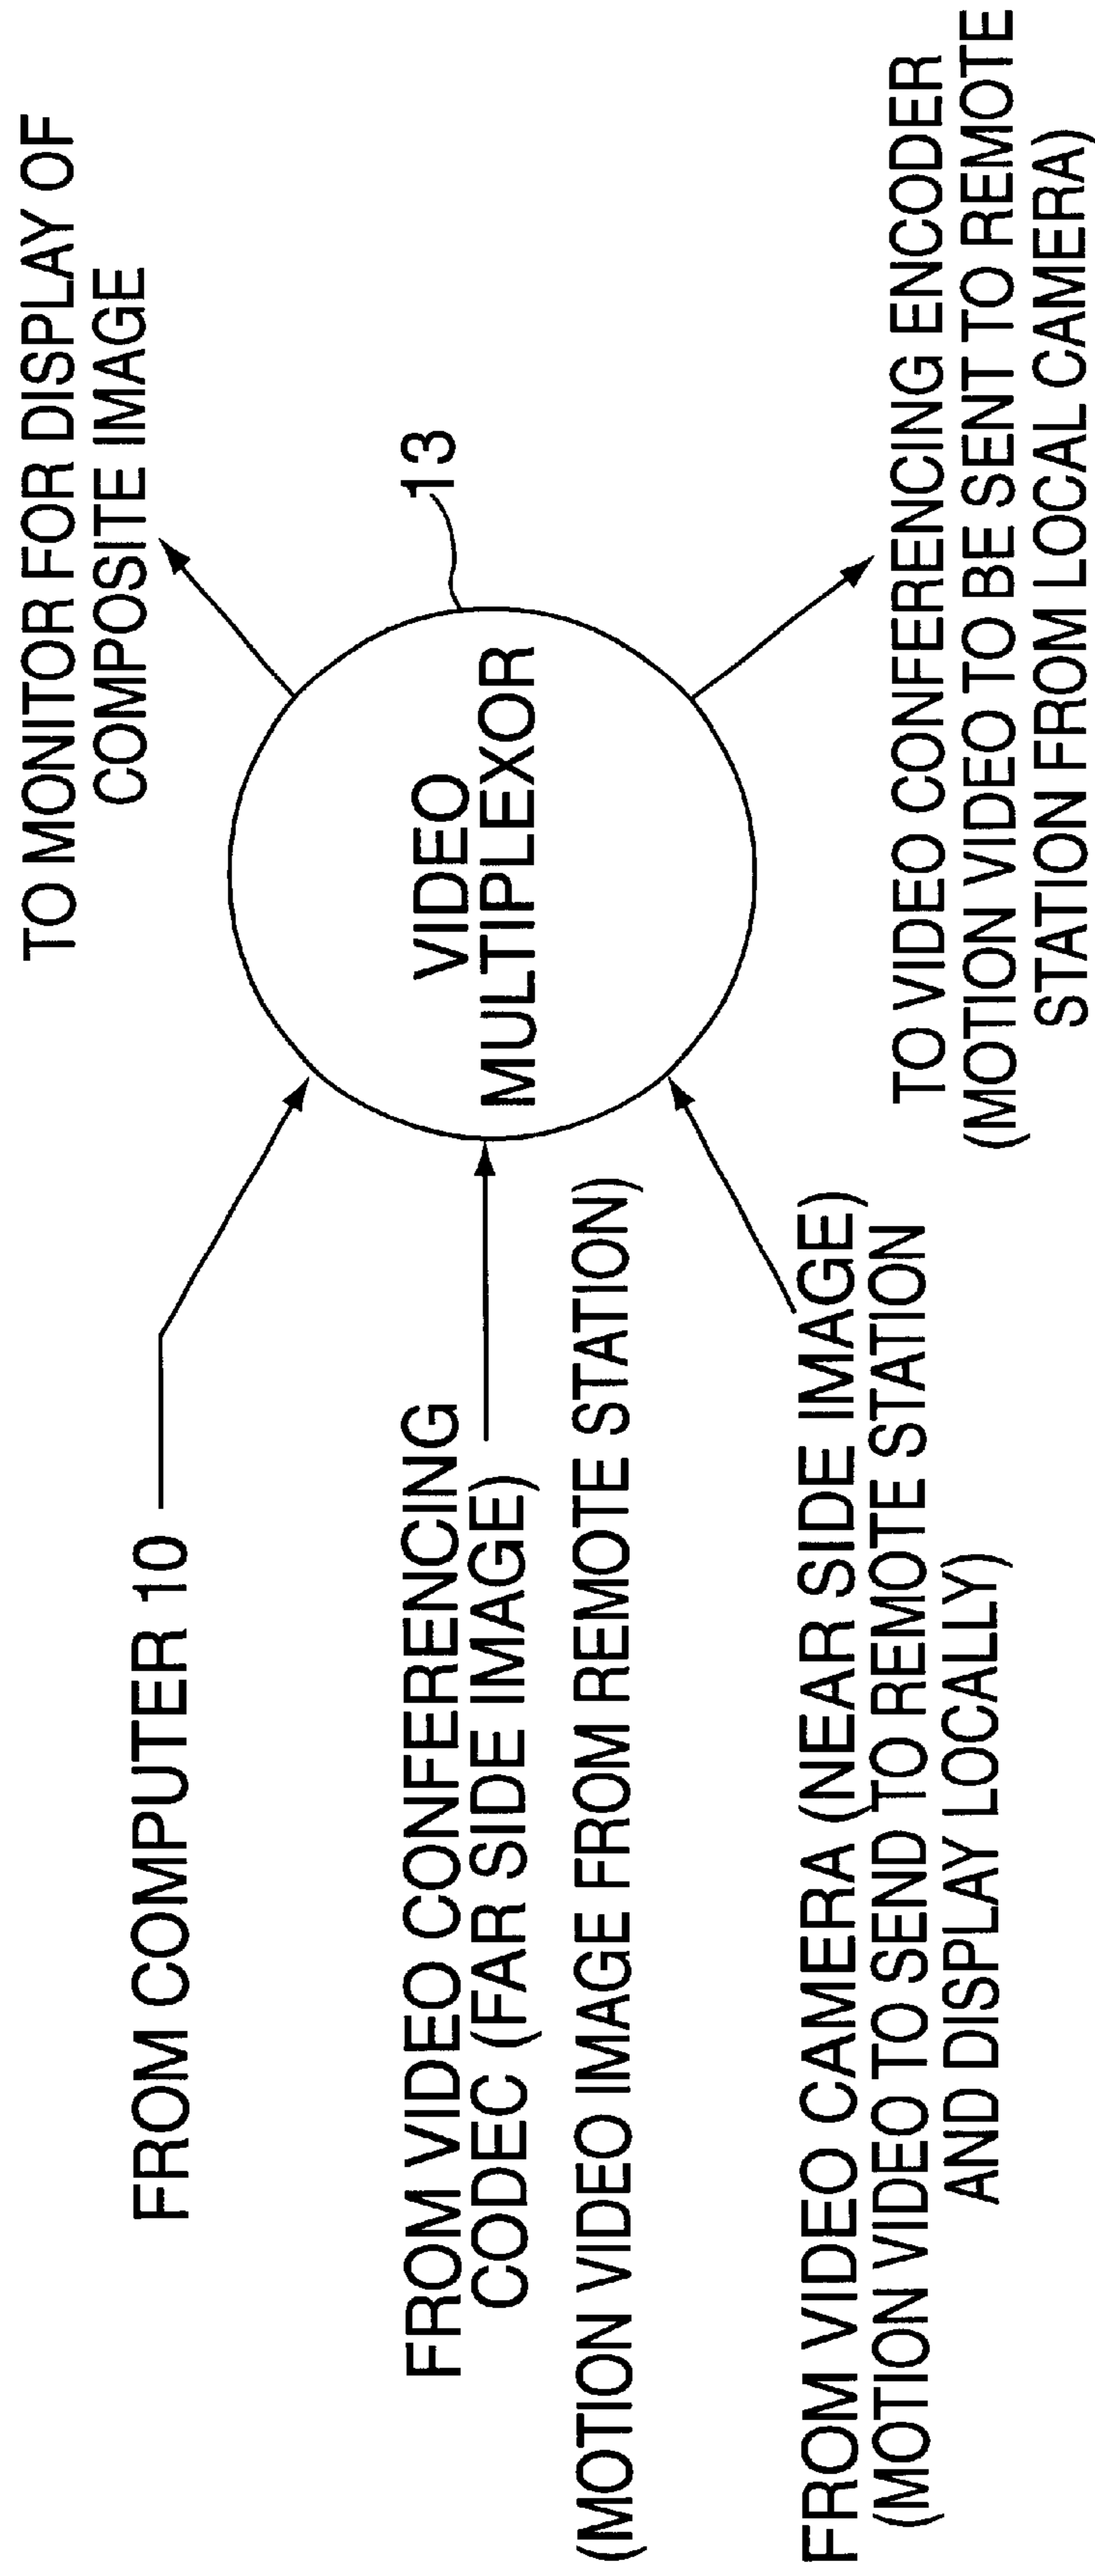 FROM COMPUTER 10
FROM VIDEO CONFERENCING
CODEC (FAR SIDE IMAGE)
(MOTION VIDEO IMAGE FROM REMOTE STATION)
FROM VIDEO CAMERA (NEAR SIDE IMAGE)
(MOTION VIDEO TO SEND TO REMOTE STATION
AND DISPLAY LOCALLY)
VIDEO
MULTIPLEXOR
13
TO MONITOR FOR DISPLAY OF
COMPOSITE IMAGE
TO VIDEO CONFERENCING ENCODER
(MOTION VIDEO TO BE SENT TO REMOTE
STATION FROM LOCAL CAMERA)